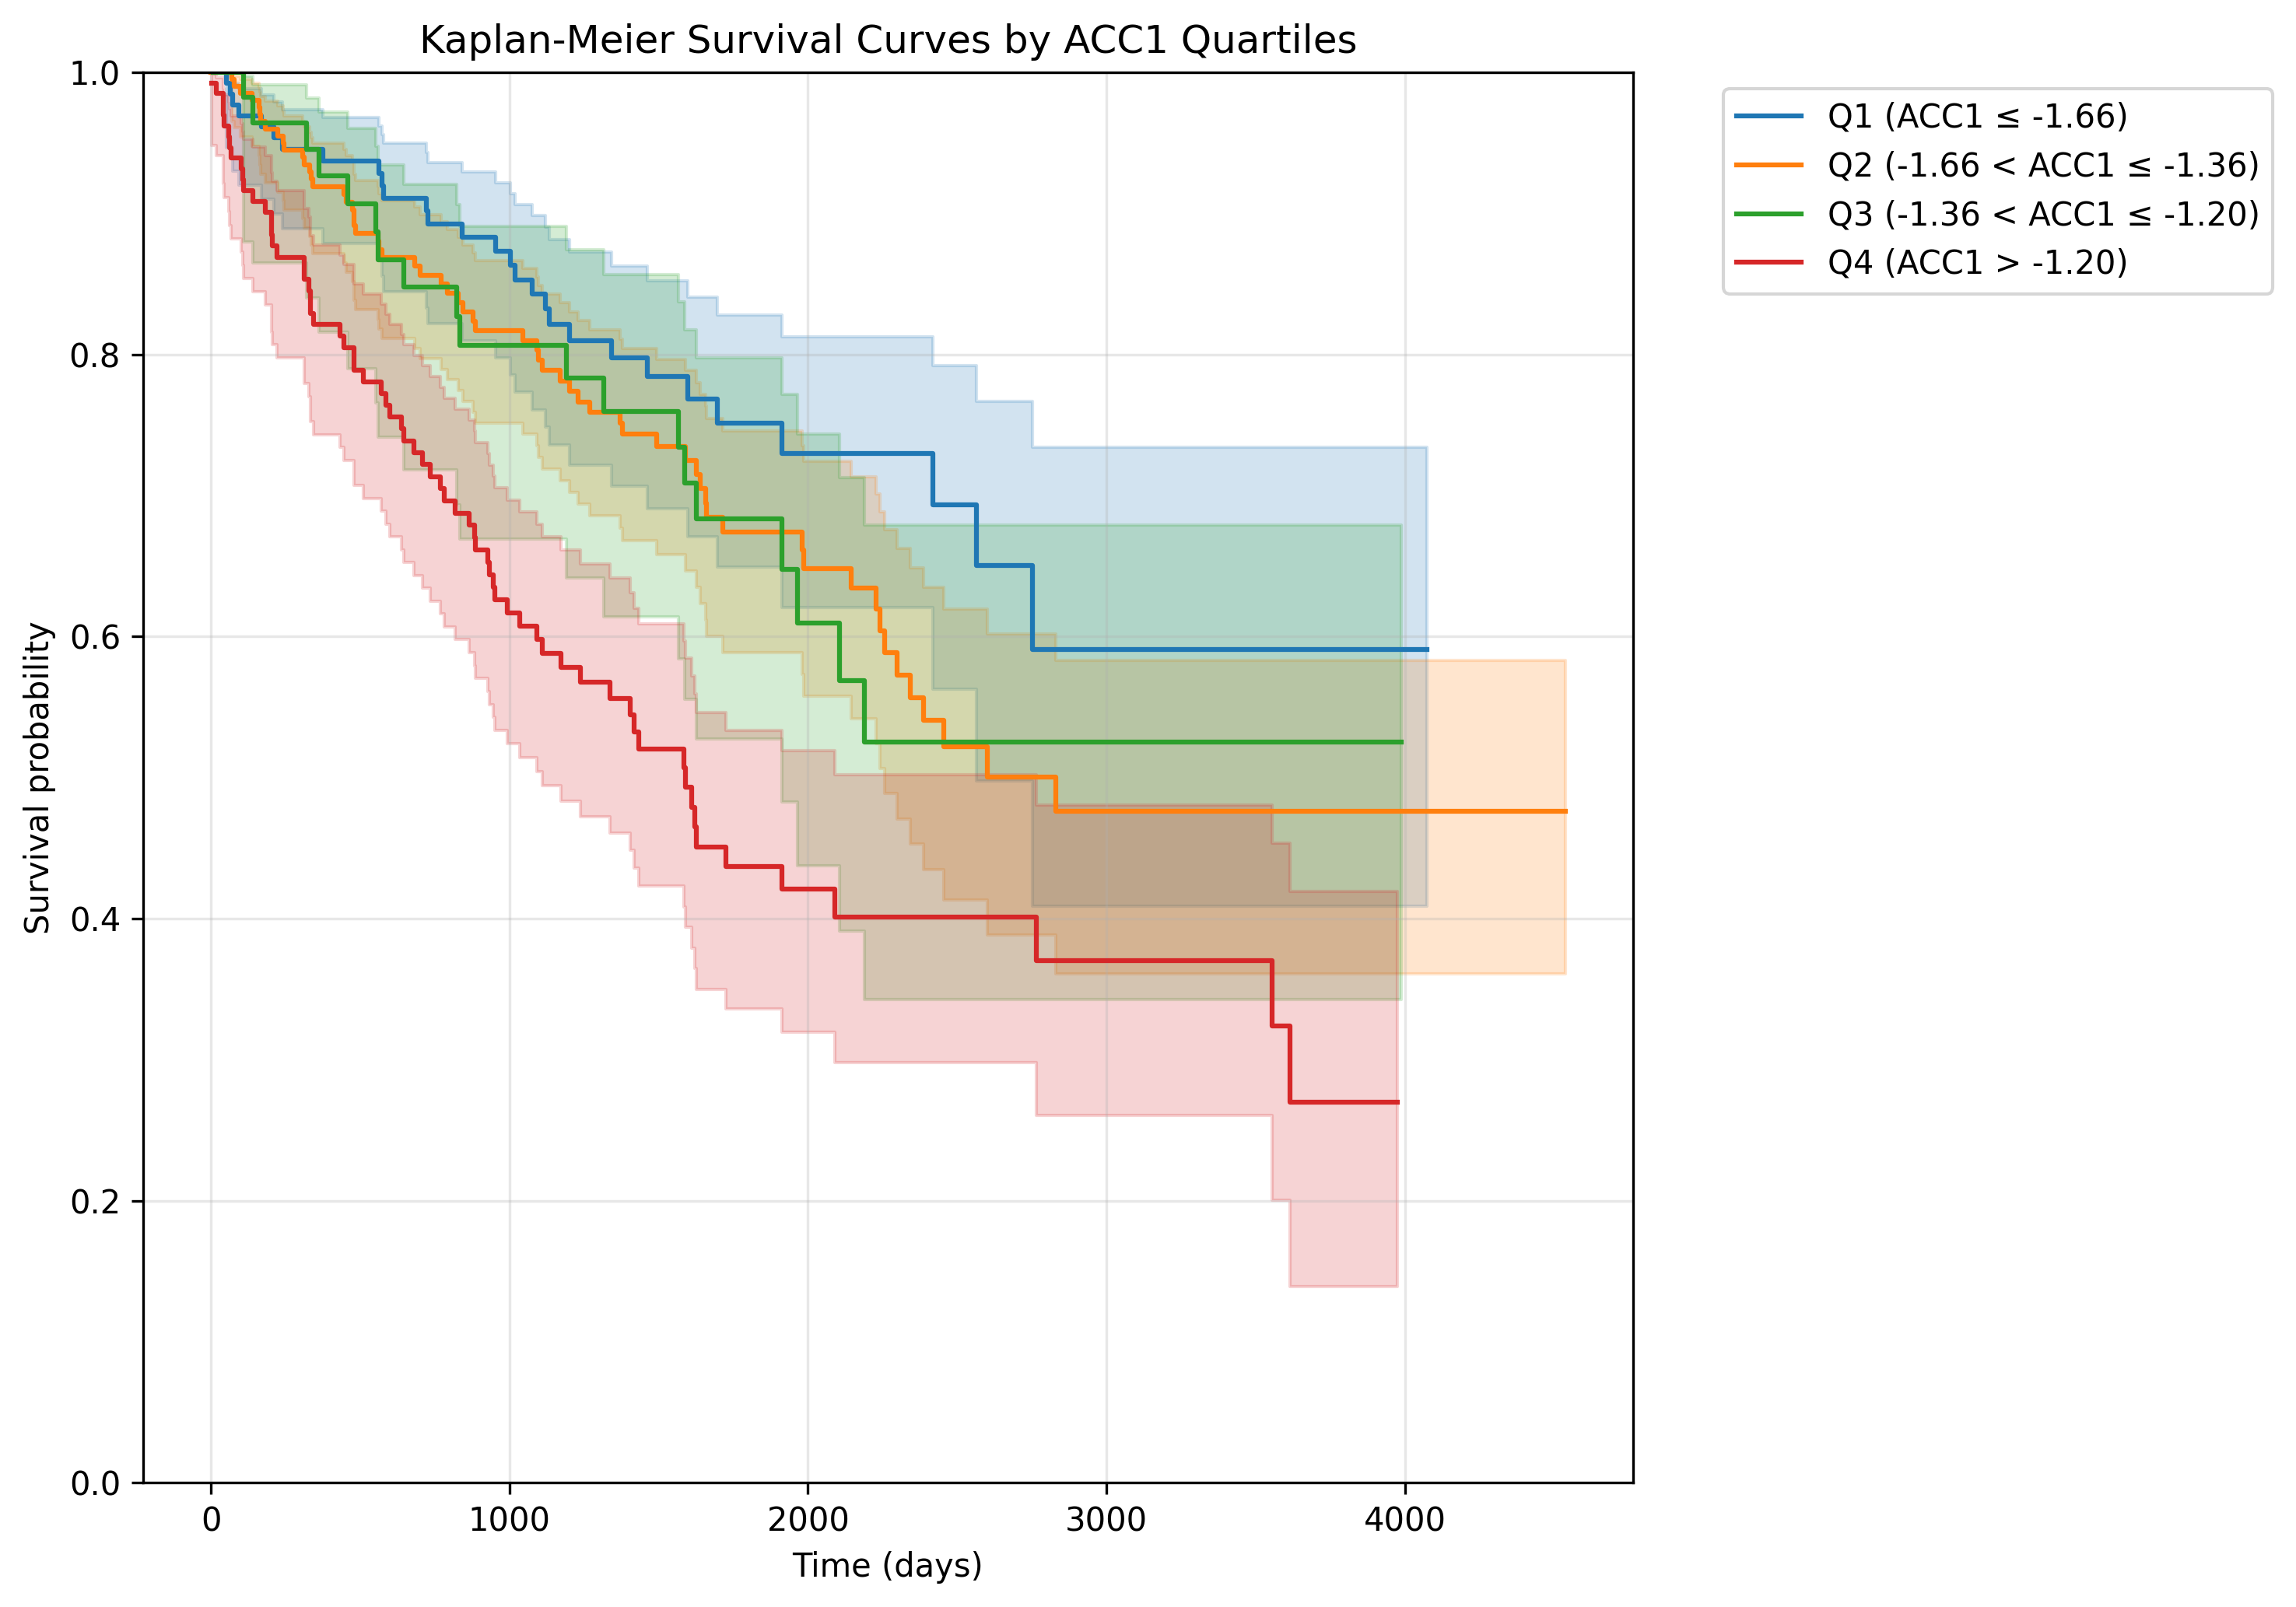 Kaplan-Meier Survival Curves by ACC1 Quartiles
1.0
0.8
0.6
0.4
0.2
0.0
Survival probability
0 1000 2000 3000 4000
Time (days)
Q1 (ACC1 ≤ -1.66)
Q2 (-1.66 < ACC1 ≤ -1.36)
Q3 (-1.36 < ACC1 ≤ -1.20)
Q4 (ACC1 > -1.20)